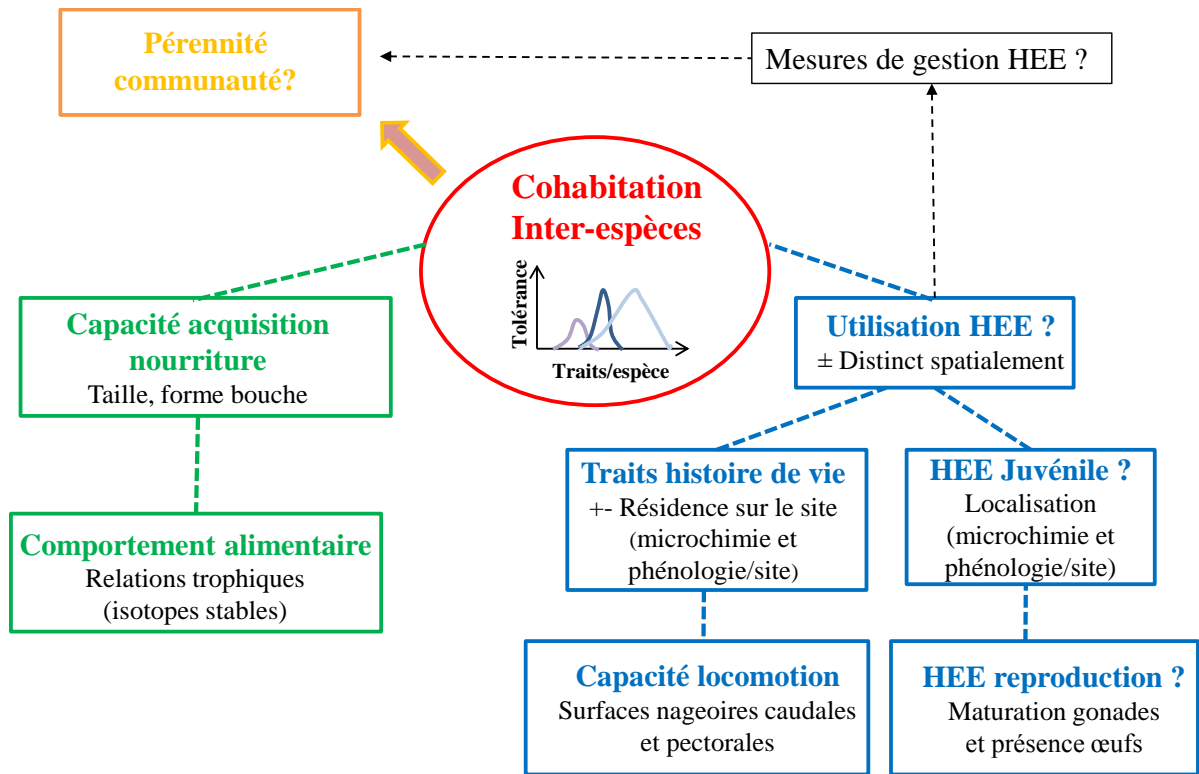 Pérennité
communauté?
Mesures de gestion HEE ?
Cohabitation
Inter-espèces
Tolérance
Traits/espèce
Capacité acquisition
nourriture
Taille, forme bouche
Utilisation HEE ?
± Distinct spatialement
Comportement alimentaire
Relations trophiques
(isotopes stables)
Traits histoire de vie
+- Résidence sur le site
(microchimie et
phénologie/site)
HEE Juvénile ?
Localisation
(microchimie et
phénologie/site)
Capacité locomotion
Surfaces nageoires caudales
et pectorales
HEE reproduction ?
Maturation gonades
et présence œufs